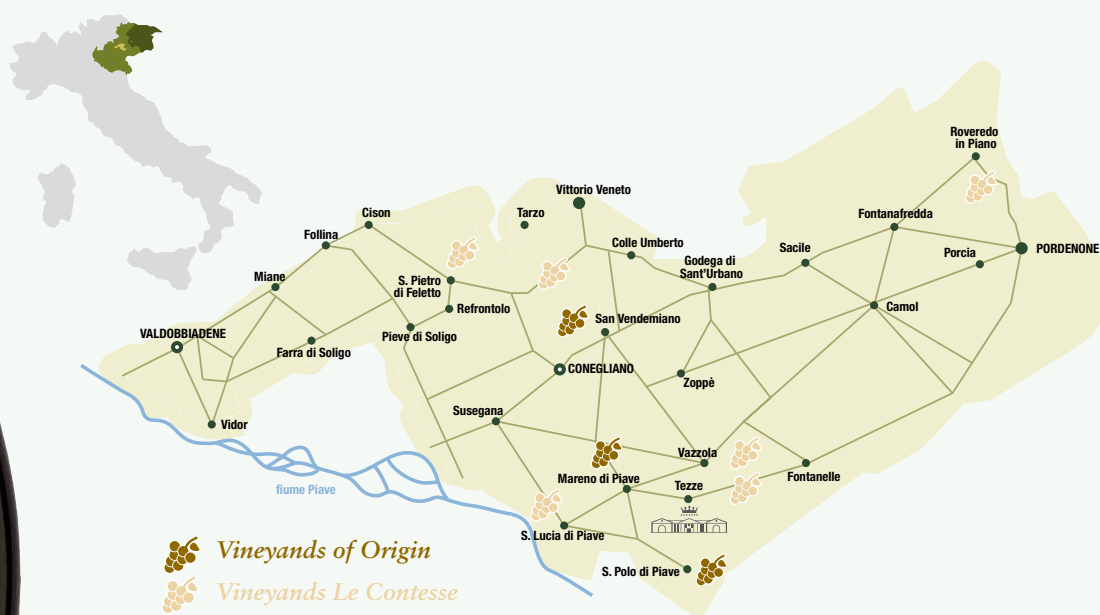 Roveredo
in Piano
Vittorio Veneto
Cison
Tarzo
Fontanafredda
Follina
Colle Umberto
Sacile
PORDENONE
Porcia
Godega di
Sant'Urbano
Miane
S. Pietro
di Feletto
Refrontolo
Camol
San Vendemiano
VALDOBBIADENE
Pieve di Soligo
Farra di Soligo
CONEGLIANO
Zoppè
Susegana
Vidor
Vazzola
Mareno di Piave
Fontanelle
Tezze
fiume Piave
S. Lucia di Piave
Vineyands of Origin
S. Polo di Piave
Vineyands Le Contesse